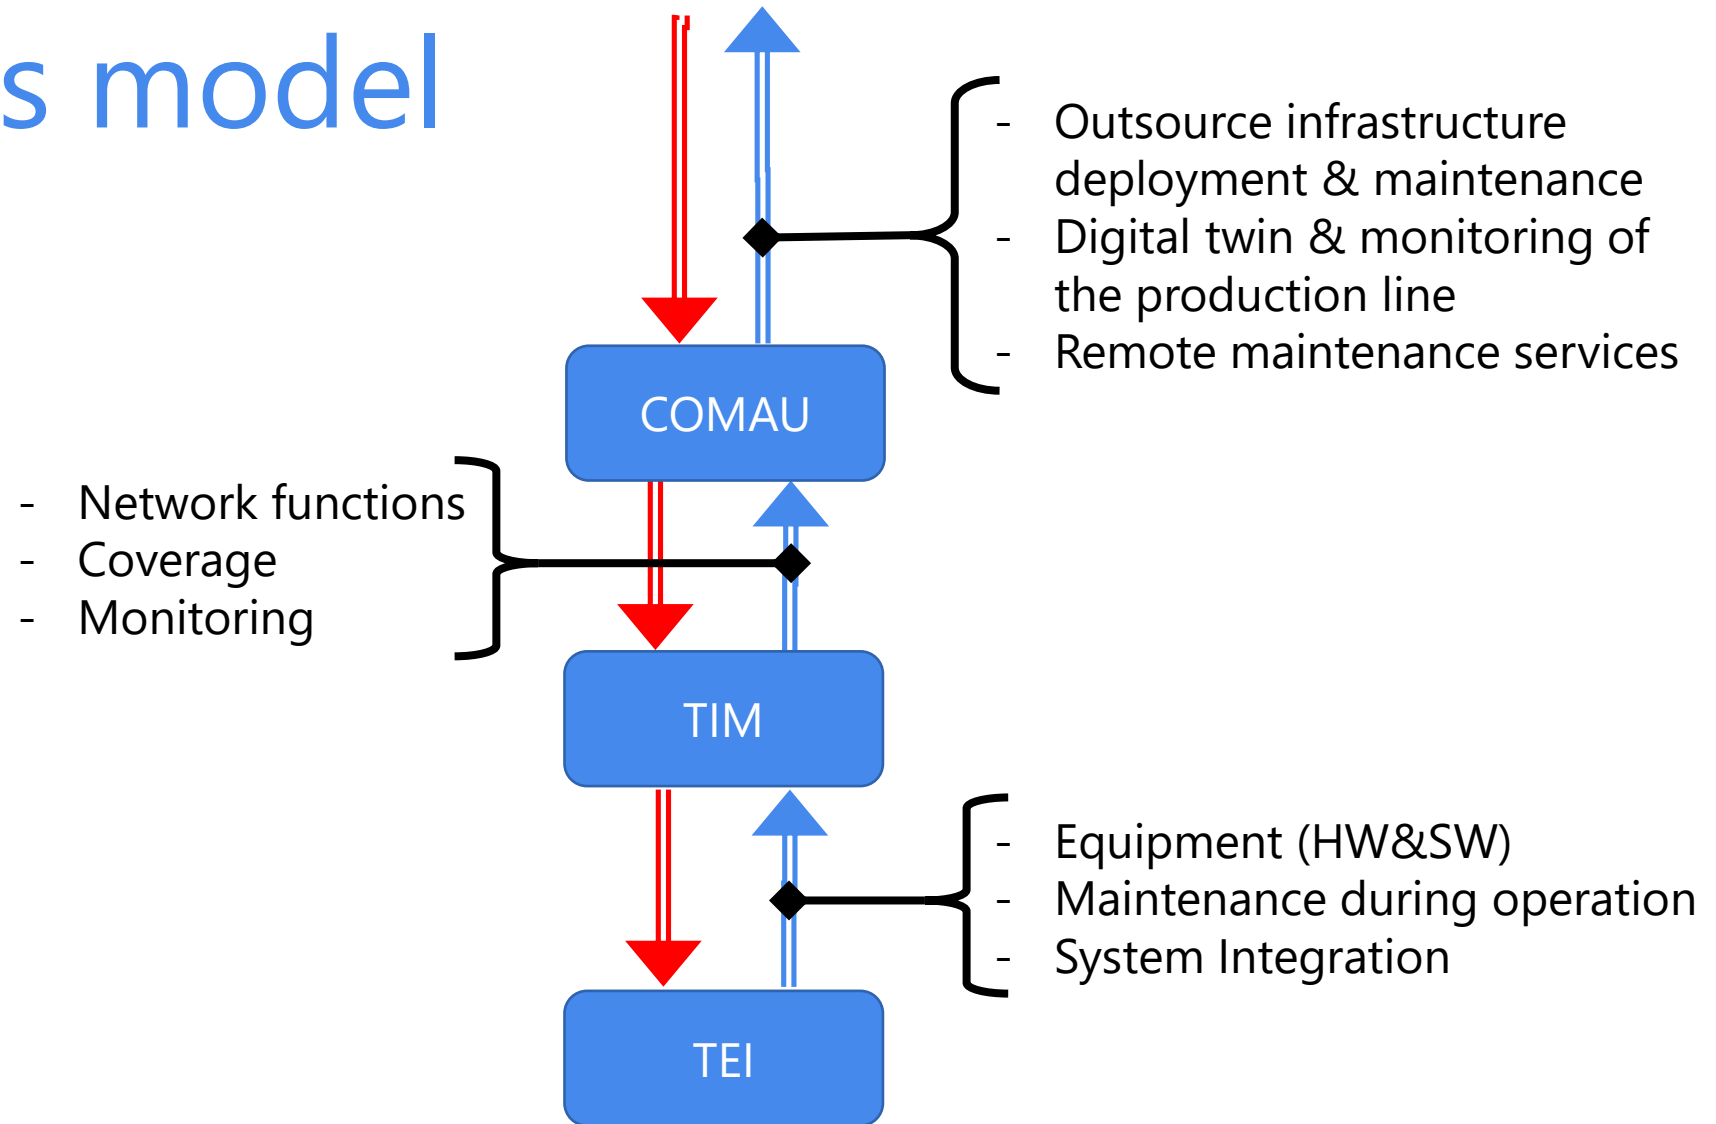 s model
- Outsource infrastructure
deployment & maintenance
- Digital twin & monitoring of
the production line
- Remote maintenance services
COMAU
- Network functions
- Coverage
- Monitoring
TIM
- Equipment (HW&SW)
- Maintenance during operation
- System Integration
TEI